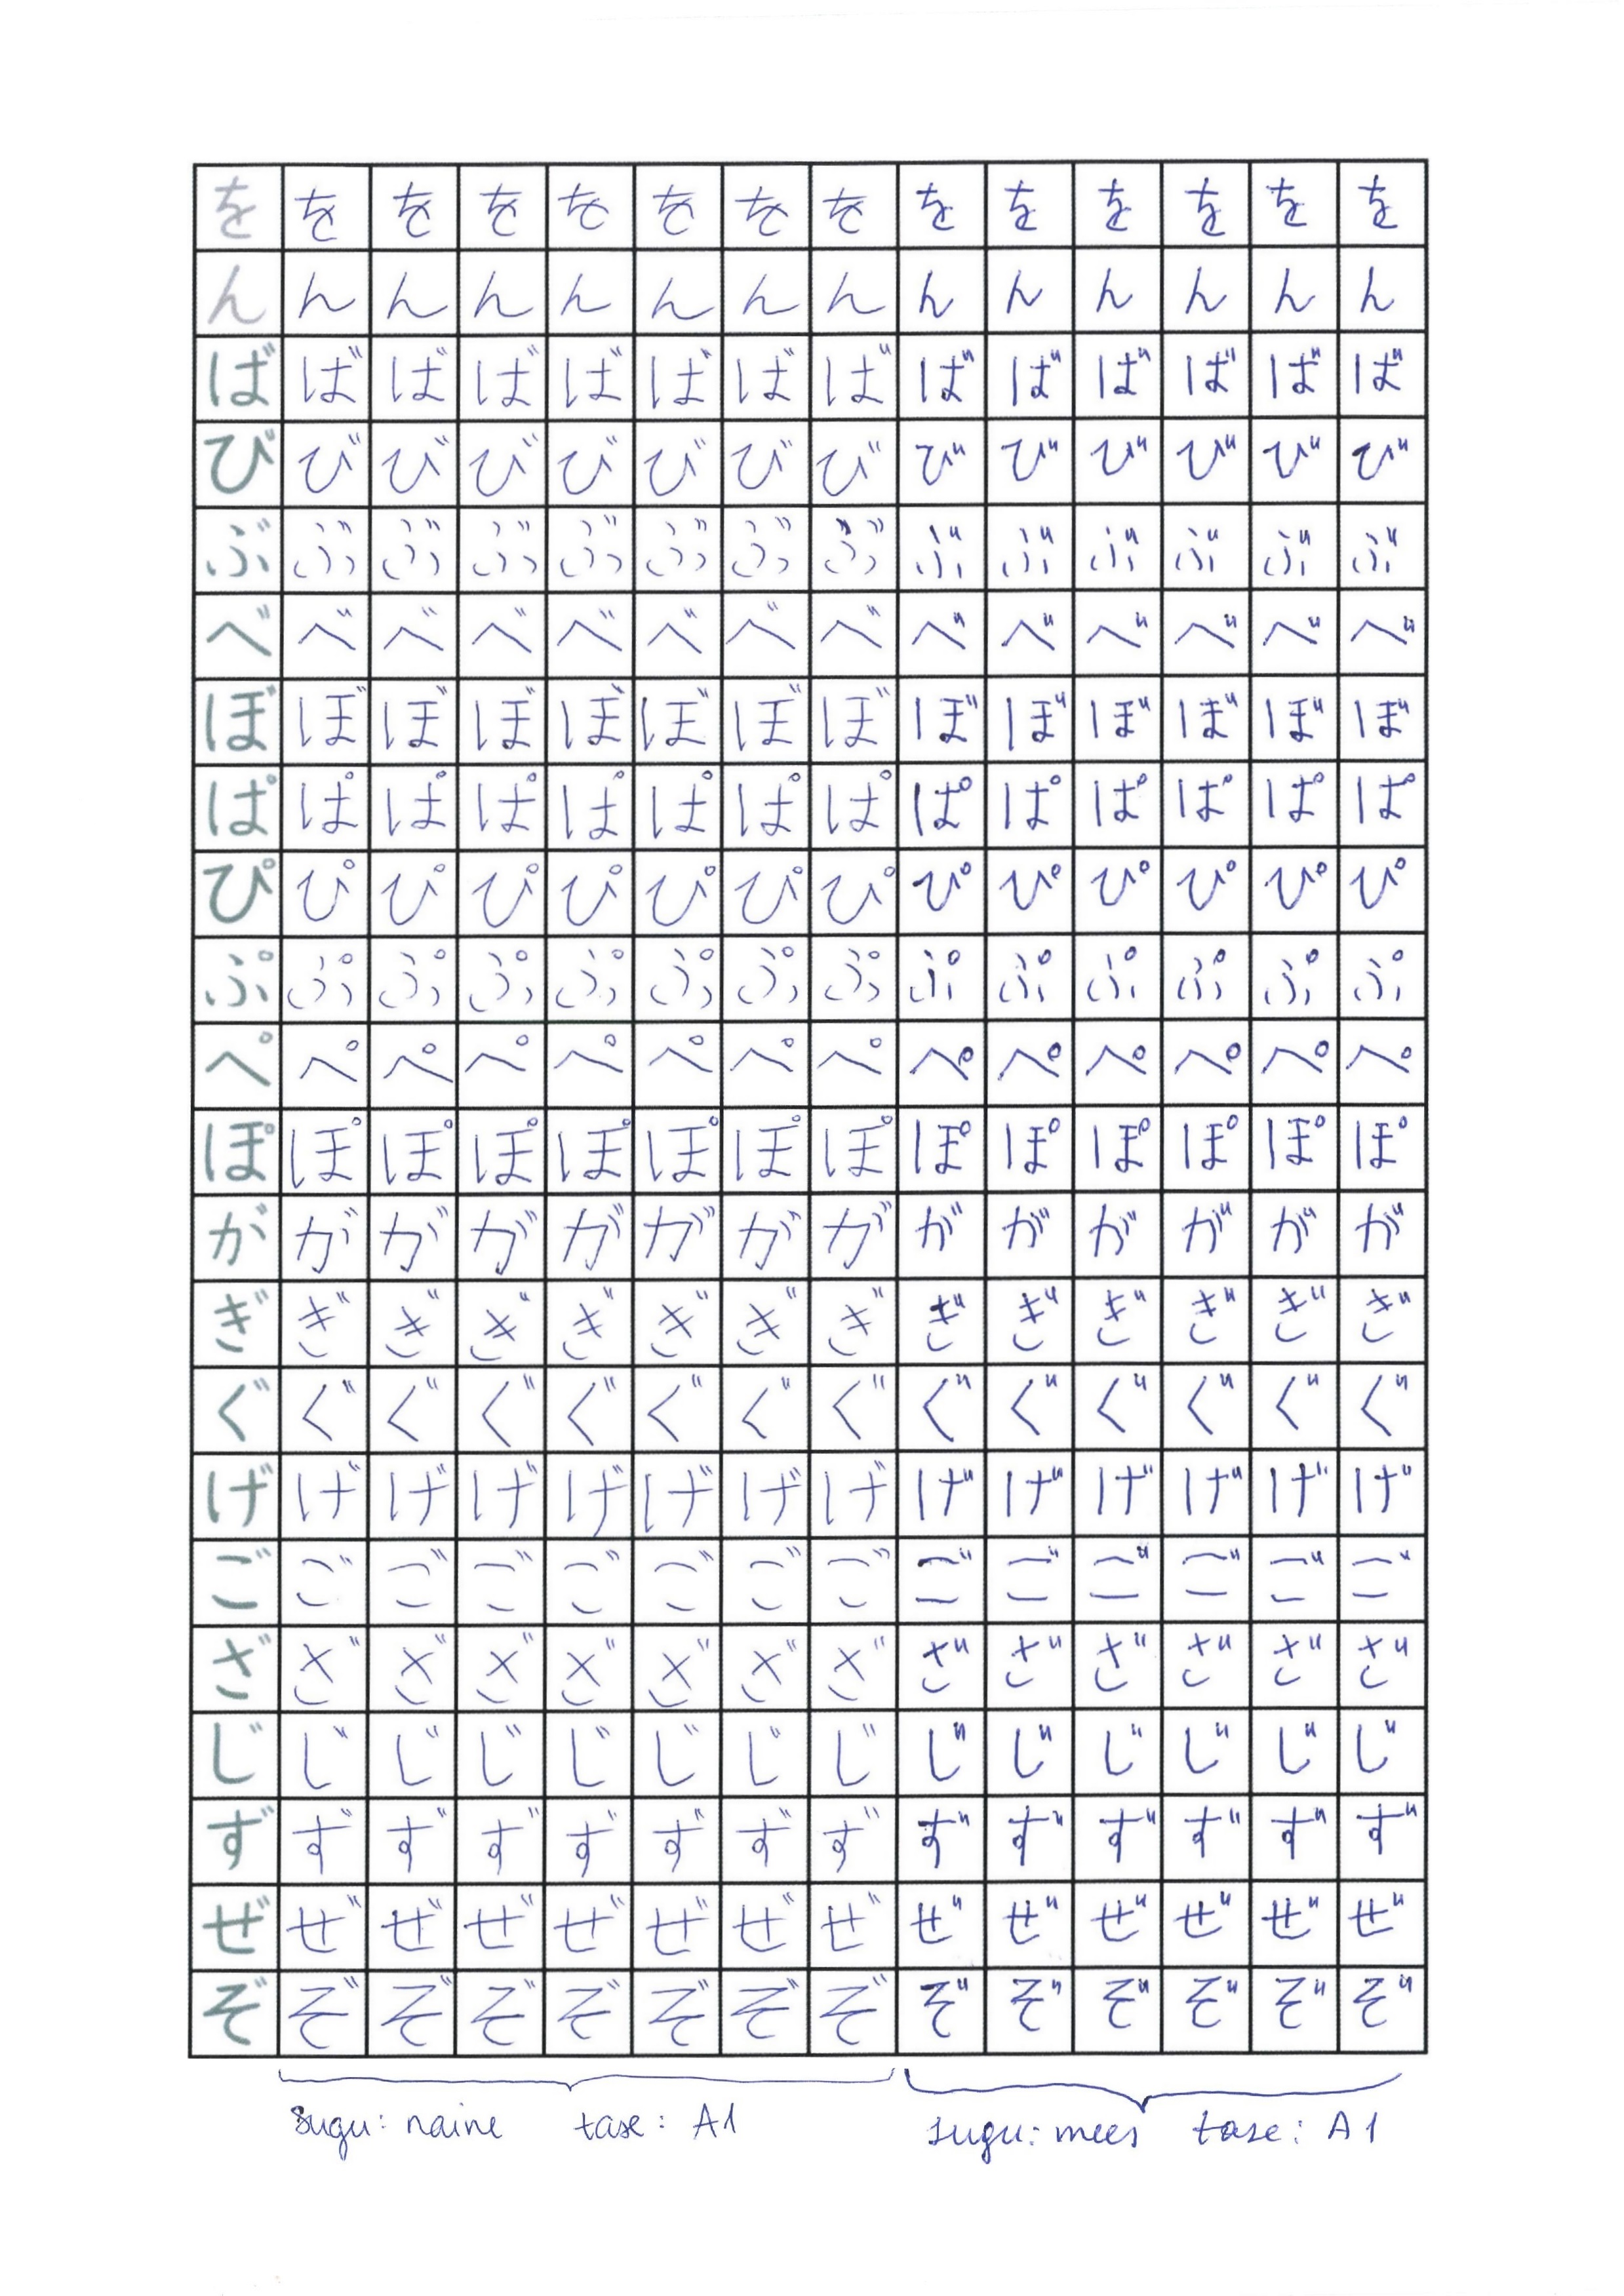 を を を を を を を を を を を を を を
ん ん ん ん ん ん ん ん ん ん ん ん ん ん
ば ば ば ば ば ば ば ば ば ば ば ば ば ば
び び び び び び び び び び び び び び
ぶ ぶ ぶ ぶ ぶ ぶ ぶ ぶ ぶ ぶ ぶ ぶ ぶ ぶ
べ べ べ べ べ べ べ べ べ べ べ べ べ べ
ぼ ぼ ぼ ぼ ぼ ぼ ぼ ぼ ぼ ぼ ぼ ぼ ぼ ぼ
ぱ ぱ ぱ ぱ ぱ ぱ ぱ ぱ ぱ ぱ ぱ ぱ ぱ ぱ
ぴ ぴ ぴ ぴ ぴ ぴ ぴ ぴ ぴ ぴ ぴ ぴ ぴ ぴ
ぷ ぷ ぷ ぷ ぷ ぷ ぷ ぷ ぷ ぷ ぷ ぷ ぷ ぷ
ぺ ぺ ぺ ぺ ぺ ぺ ぺ ぺ ぺ ぺ ぺ ぺ ぺ ぺ
ぽ ぽ ぽ ぽ ぽ ぽ ぽ ぽ ぽ ぽ ぽ ぽ ぽ ぽ
が が が が が が が が が が が が が が
ぎ ぎ ぎ ぎ ぎ ぎ ぎ ぎ ぎ ぎ ぎ ぎ ぎ ぎ
ぐ ぐ ぐ ぐ ぐ ぐ ぐ ぐ ぐ ぐ ぐ ぐ ぐ ぐ
げ げ げ げ げ げ げ げ げ げ げ げ げ げ
ご ご ご ご ご ご ご ご ご ご ご ご ご ご
ざ ざ ざ ざ ざ ざ ざ ざ ざ ざ ざ ざ ざ ざ
じ じ じ じ じ じ じ じ じ じ じ じ じ じ
ず ず ず ず ず ず ず ず ず ず ず ず ず ず
ぜ ぜ ぜ ぜ ぜ ぜ ぜ ぜ ぜ ぜ ぜ ぜ ぜ ぜ
ぞ ぞ ぞ ぞ ぞ ぞ ぞ ぞ ぞ ぞ ぞ ぞ ぞ ぞ
sugu: naine tase: A1 sugu: mees tase: A1